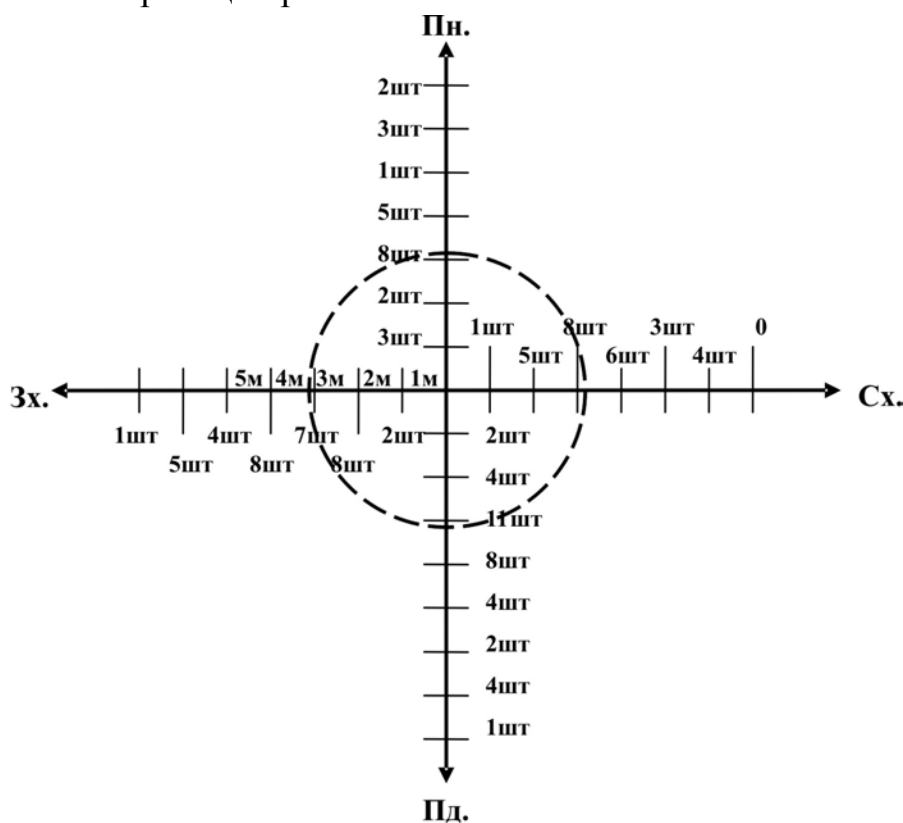 Пн.
2шт
3шт
1шт
5шт
8шт
2шт
3шт
1шт 8шт 3шт 0
5шт 6шт 4шт
5м 4м 3м 2м 1м
Зх. Сх.
1шт 4шт 7шт 2шт 2шт
5шт 8шт 8шт
4шт
11шт
8шт
4шт
2шт
4шт
1шт
Пд.